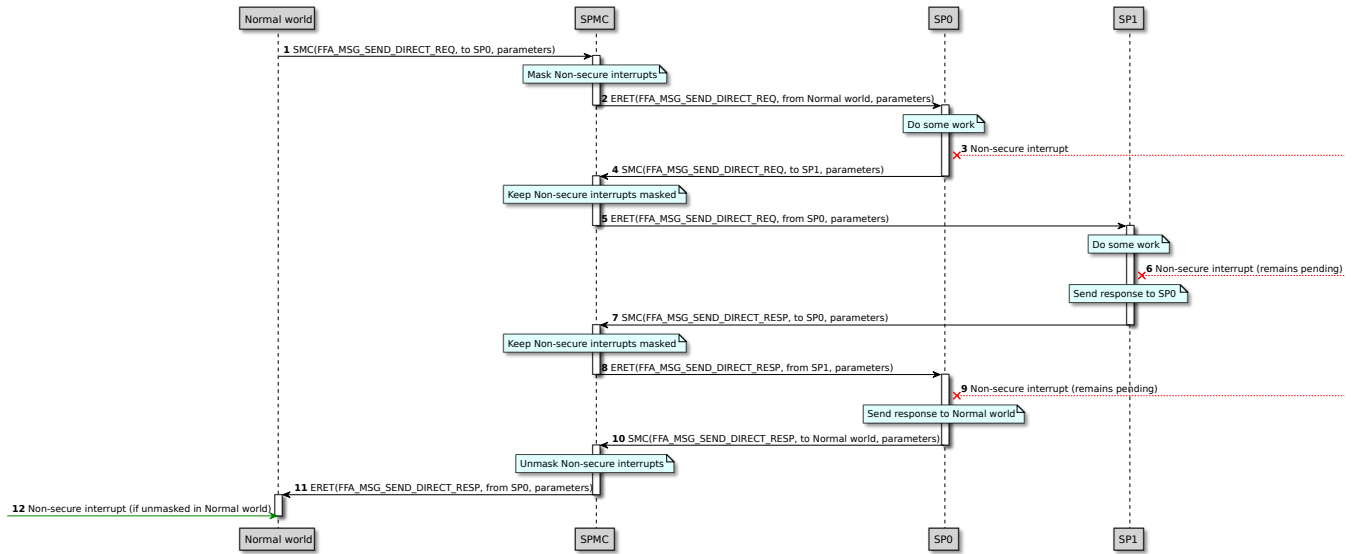 Normal world
SPMC
SP0
SP1
1 SMC(FFA_MSG_SEND_DIRECT_REQ, to SP0, parameters)
Mask Non-secure interrupts
2 ERET(FFA_MSG_SEND_DIRECT_REQ, from Normal world, parameters)
Do some work
3 Non-secure interrupt
4 SMC(FFA_MSG_SEND_DIRECT_REQ, to SP1, parameters)
Keep Non-secure interrupts masked
5 ERET(FFA_MSG_SEND_DIRECT_REQ, from SP0, parameters)
Do some work
6 Non-secure interrupt (remains pending)
Send response to SP0
7 SMC(FFA_MSG_SEND_DIRECT_RESP, to SP0, parameters)
Keep Non-secure interrupts masked
8 ERET(FFA_MSG_SEND_DIRECT_RESP, from SP1, parameters)
9 Non-secure interrupt (remains pending)
Send response to Normal world
10 SMC(FFA_MSG_SEND_DIRECT_RESP, to Normal world, parameters)
Unmask Non-secure interrupts
11 ERET(FFA_MSG_SEND_DIRECT_RESP, from SP0, parameters)
12 Non-secure interrupt (if unmasked in Normal world)
Normal world
SPMC
SP0
SP1